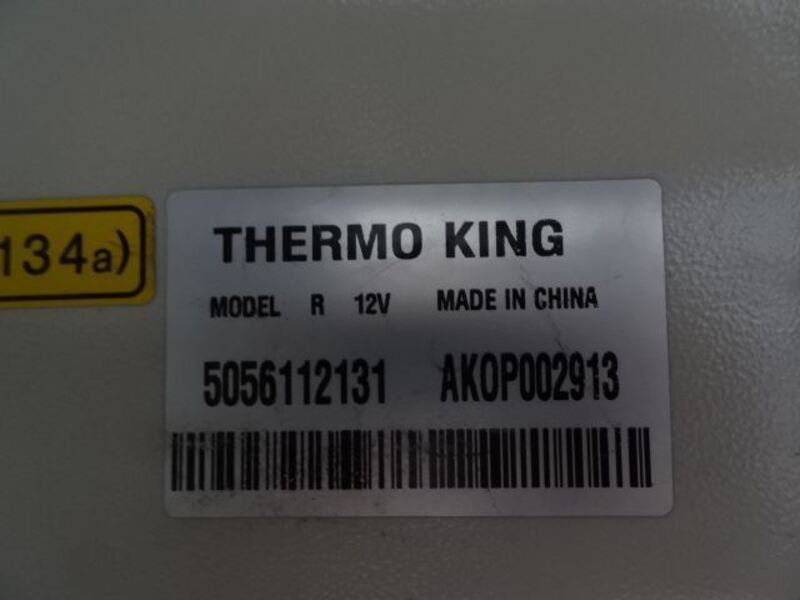 134a)
THERMO KING
MODEL R 12V MADE IN CHINA
5056112131 AKOP002913